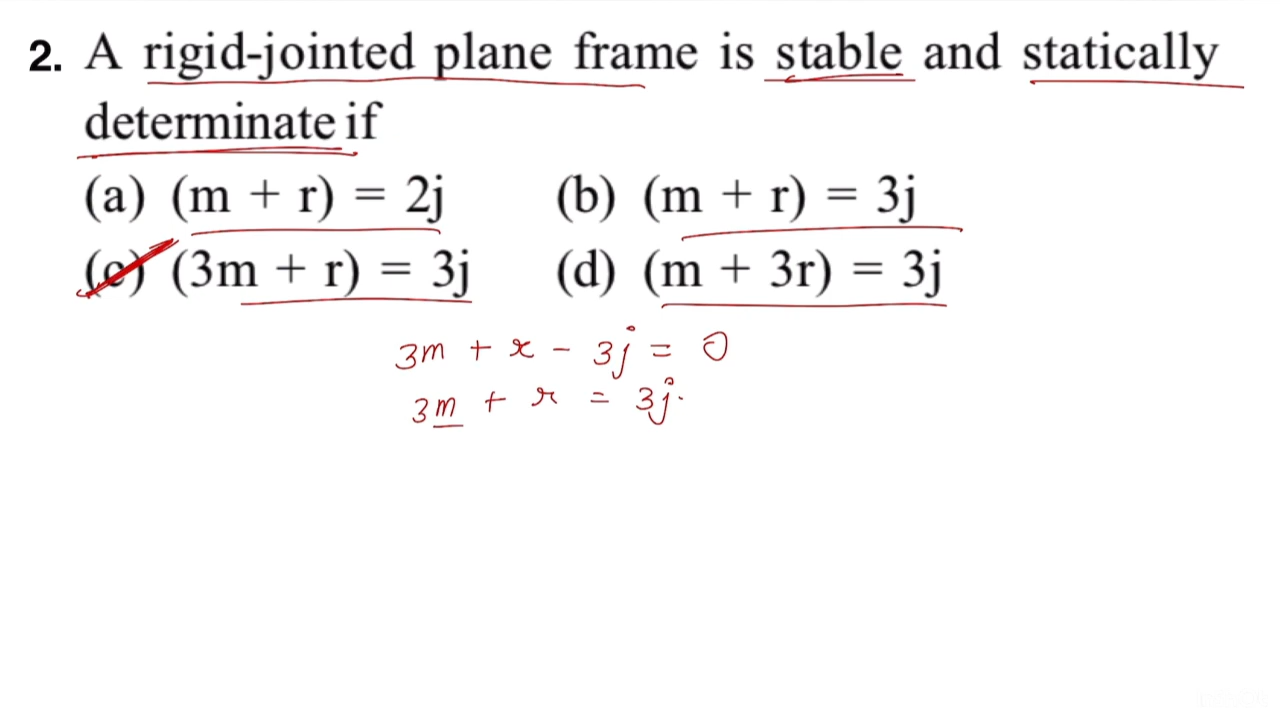 2. A rigid-jointed plane frame is stable and statically
determinate if
(a) (m + r) = 2j (b) (m + r) = 3j
(c) (3m + r) = 3j (d) (m + 3r) = 3j
3m + r - 3j = 0
3m + r = 3j.